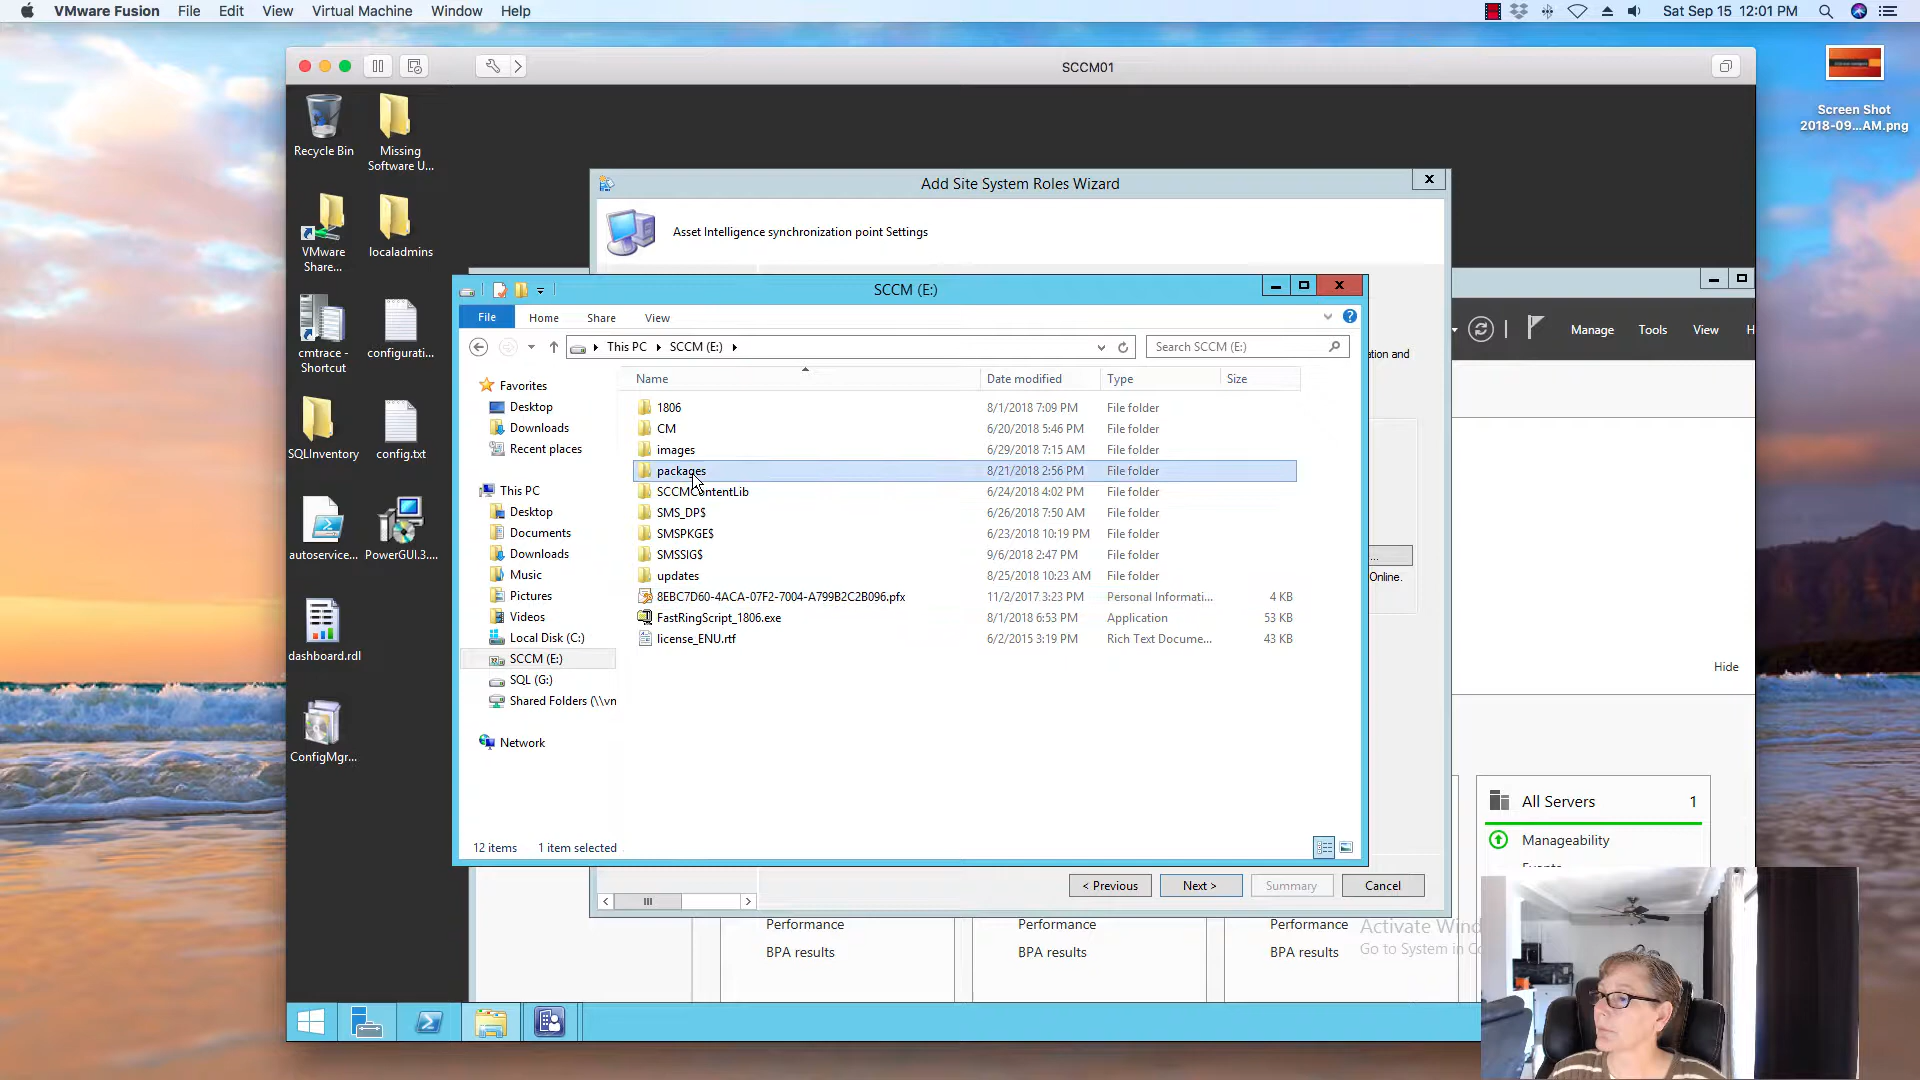 VMware Fusion File Edit View Virtual Machine Window Help Sat Sep 15 12:01 PM
SCCM01
Screen Shot
2018-09...AM.png
Recycle Bin
Missing
Software U...
VMware
Share...
localadmins
cmtrace -
Shortcut
configurati...
SQLInventory
config.txt
autoservice...
PowerGUI.3....
dashboard.rdl
ConfigMgr...
Add Site System Roles Wizard
Asset Intelligence synchronization point Settings
SCCM (E:)
File Home Share View
This PC SCCM (E:)
Search SCCM (E:)
Name Date modified Type Size
Favorites
Desktop
Downloads
Recent places
This PC
Desktop
Documents
Downloads
Music
Pictures
Videos
Local Disk (C:)
SCCM (E:)
SQL (G:)
Shared Folders (\\vn
Network
1806 8/1/2018 7:09 PM File folder
CM 6/20/2018 5:46 PM File folder
images 6/29/2018 7:15 AM File folder
packages 8/21/2018 2:56 PM File folder
SCCMContentLib 6/24/2018 4:02 PM File folder
SMS_DP$ 6/26/2018 7:50 AM File folder
SMSPKGE$ 6/23/2018 10:19 PM File folder
SMSSIG$ 9/6/2018 2:47 PM File folder
updates 8/25/2018 10:23 AM File folder
8EBC7D60-4ACA-07F2-7004-A799B2C2B096.pfx 11/2/2017 3:23 PM Personal Informati... 4 KB
FastRingScript_1806.exe 8/1/2018 6:53 PM Application 53 KB
license_ENU.rtf 6/2/2015 3:19 PM Rich Text Docume... 43 KB
12 items 1 item selected
ation and
...
Online.
Manage Tools View H
Hide
< Previous Next > Summary Cancel
All Servers 1
Manageability
Performance Performance Performance
BPA results BPA results BPA results
Activate Wind
Go to System in Co